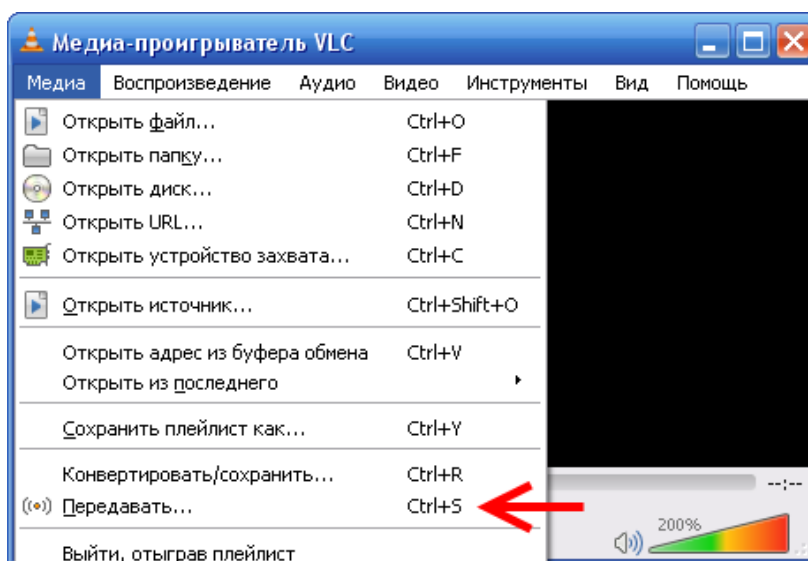 Медиа-проигрыватель VLC
Медиа Воспроизведение Аудио Видео Инструменты Вид Помощь
Открыть файл... Ctrl+O
Открыть папку... Ctrl+F
Открыть диск... Ctrl+D
Открыть URL... Ctrl+N
Открыть устройство захвата... Ctrl+C
Открыть источник... Ctrl+Shift+O
Открыть адрес из буфера обмена Ctrl+V
Открыть из последнего
Сохранить плейлист как... Ctrl+Y
Конвертировать/сохранить... Ctrl+R
--:--
Передавать... Ctrl+S
200%
Выйти, отыграв плейлист